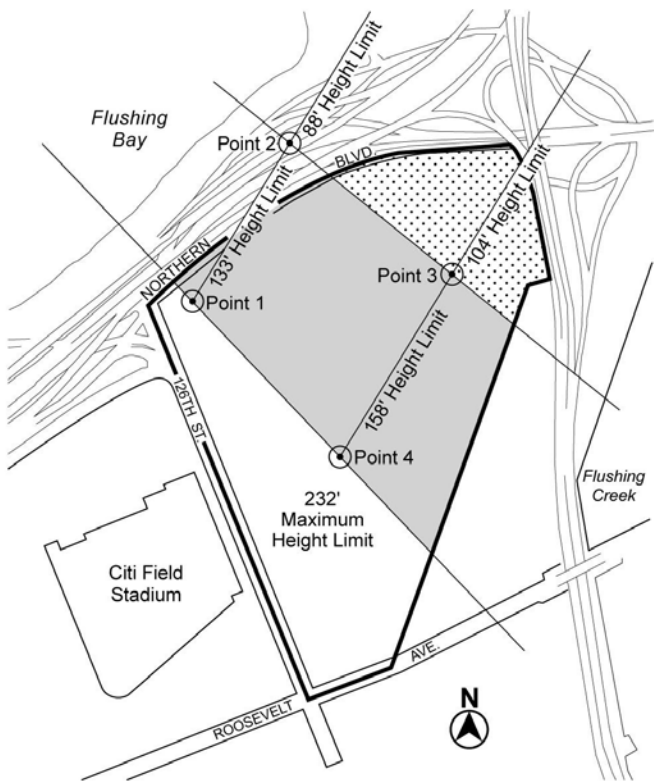 88' Height Limit
Flushing
Bay
Point 2
BLVD.
133' Height Limit
104' Height Limit
NORTHERN
Point 3
Point 1
158' Height Limit
126TH ST.
Point 4
Flushing
Creek
232'
Maximum
Height Limit
Citi Field
Stadium
AVE.
ROOSEVELT
N